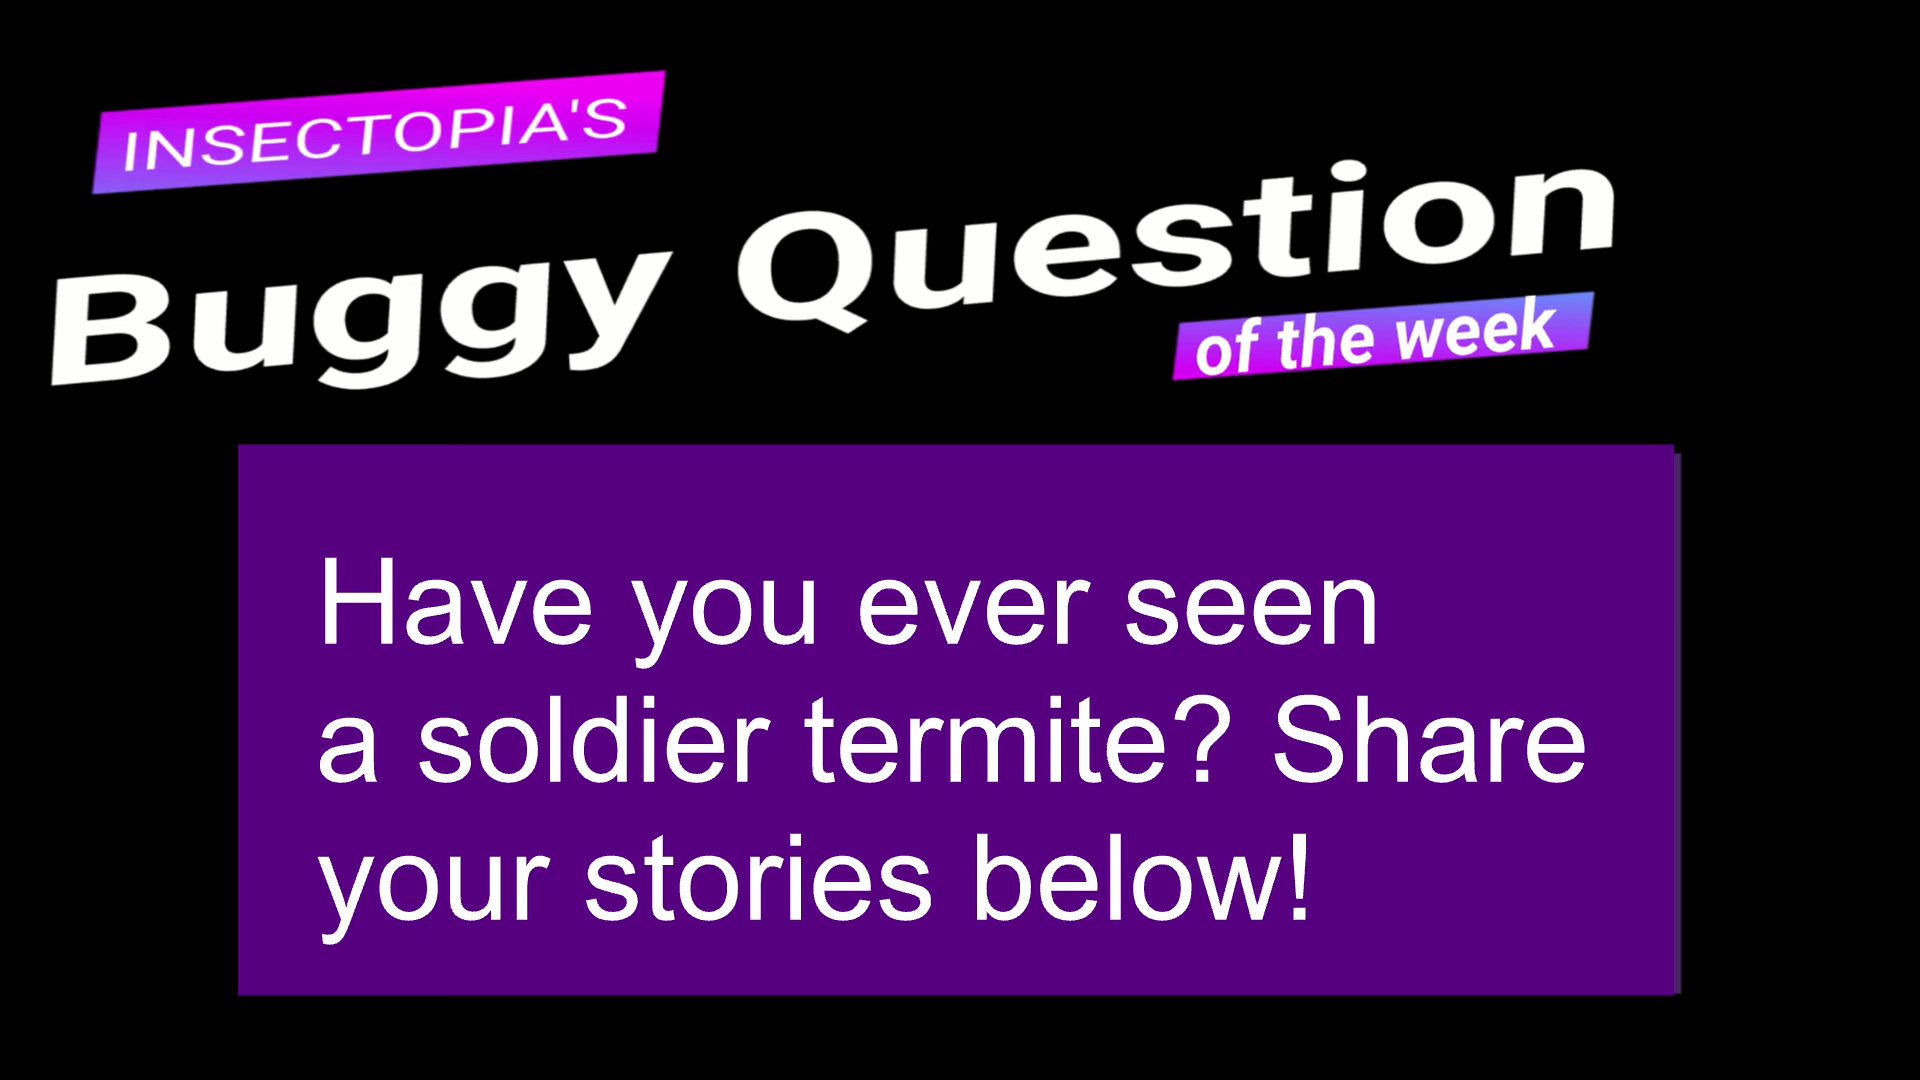 INSECTOPIA'S
Buggy Question
of the week
Have you ever seen
a soldier termite? Share
your stories below!